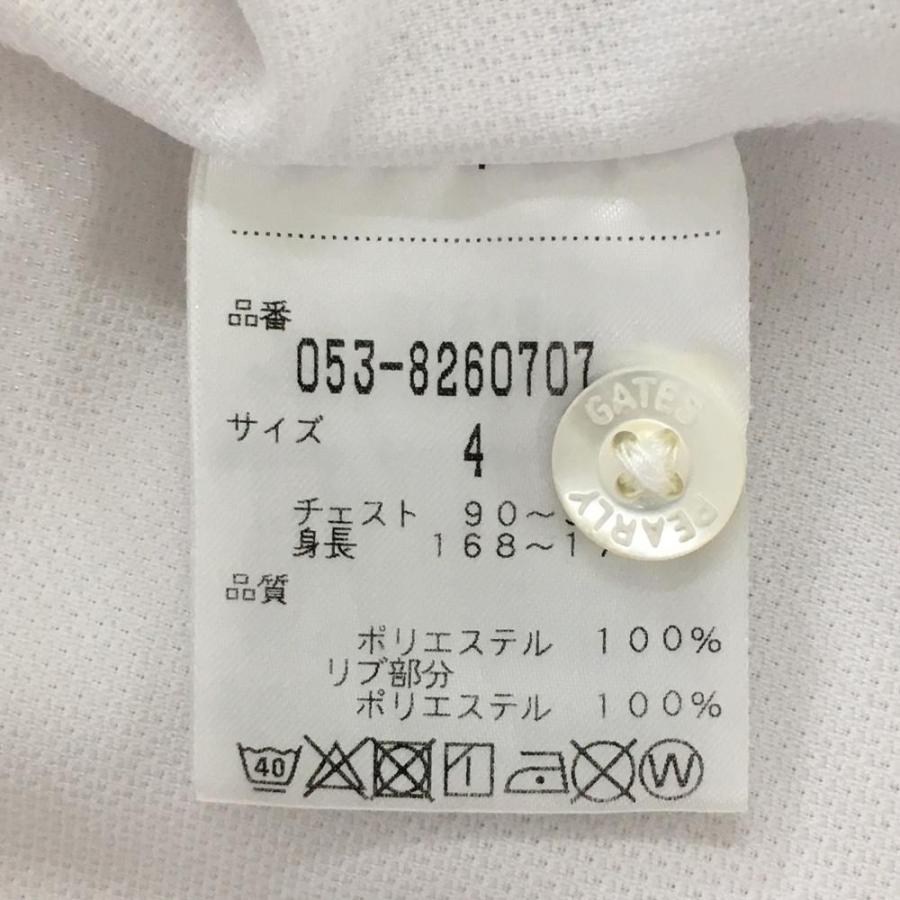 品番
053-8260707
サイズ 4
チェスト 90～
身長 168～17
品質
ポリエステル 100%
リブ部分
ポリエステル 100%
40 W
GATES
PEARLY